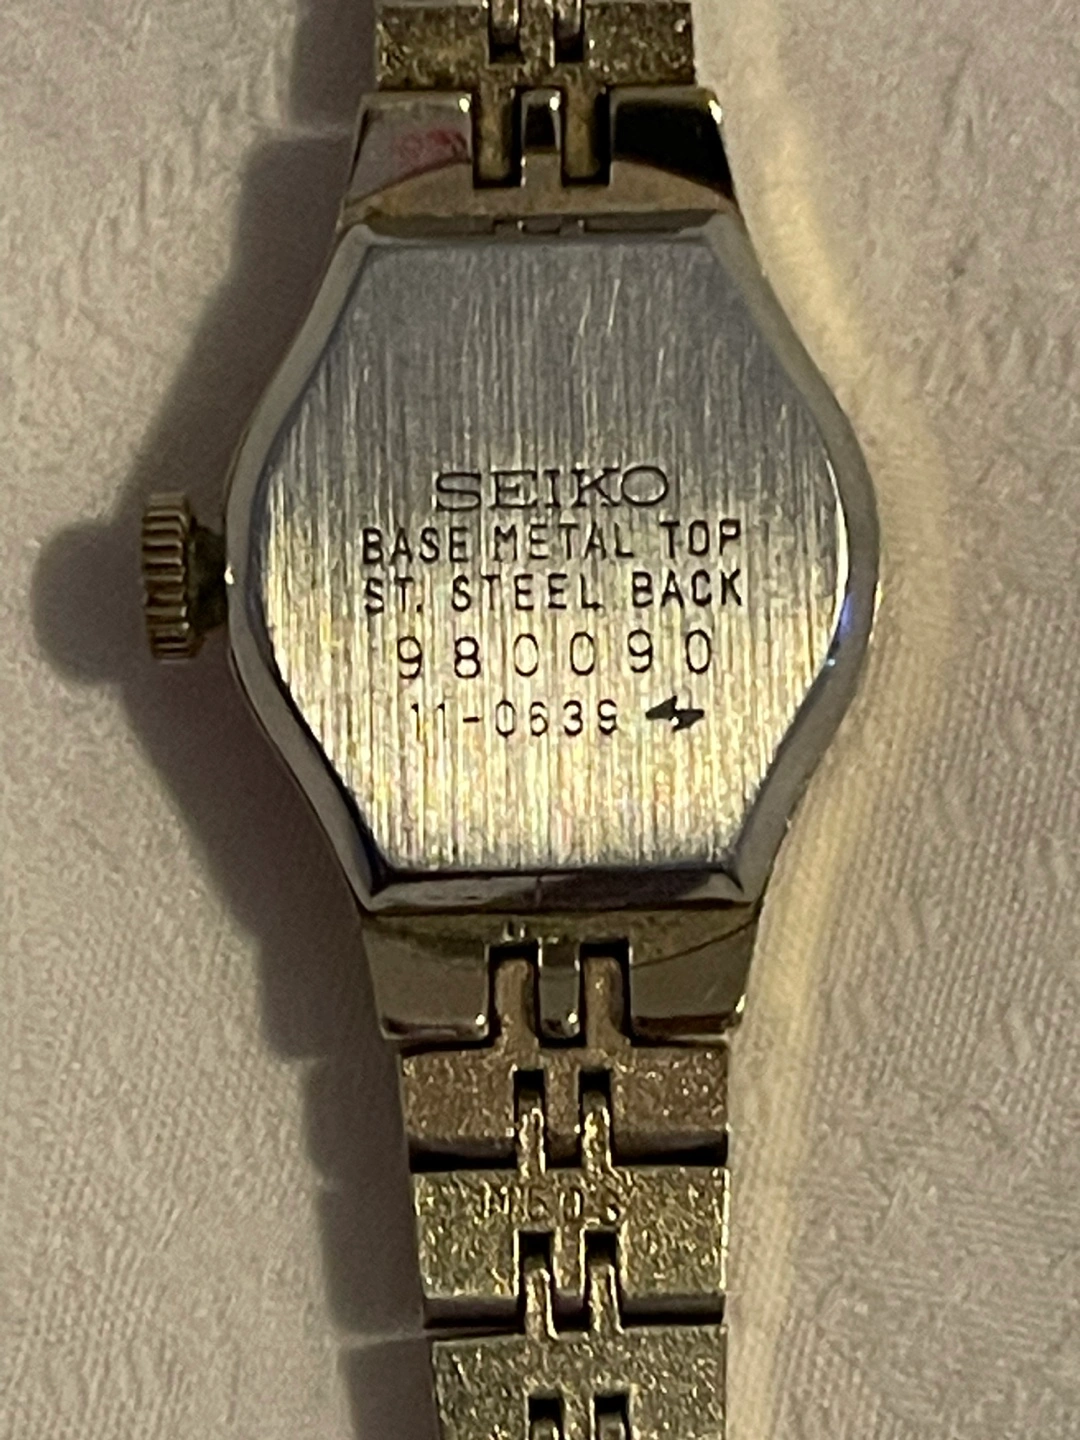 SEIKO
BASE METAL TOP
ST. STEEL BACK
980090
11-0639